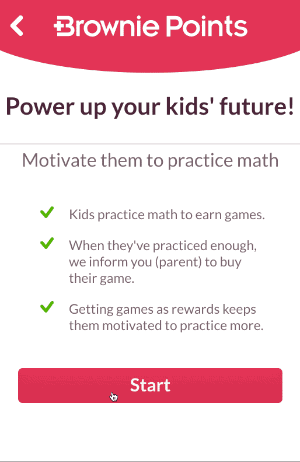 Brownie Points
Power up your kids' future!
Motivate them to practice math
Kids practice math to earn games.
When they've practiced enough,
we inform you (parent) to buy
their game.
Getting games as rewards keeps
them motivated to practice more.
Start